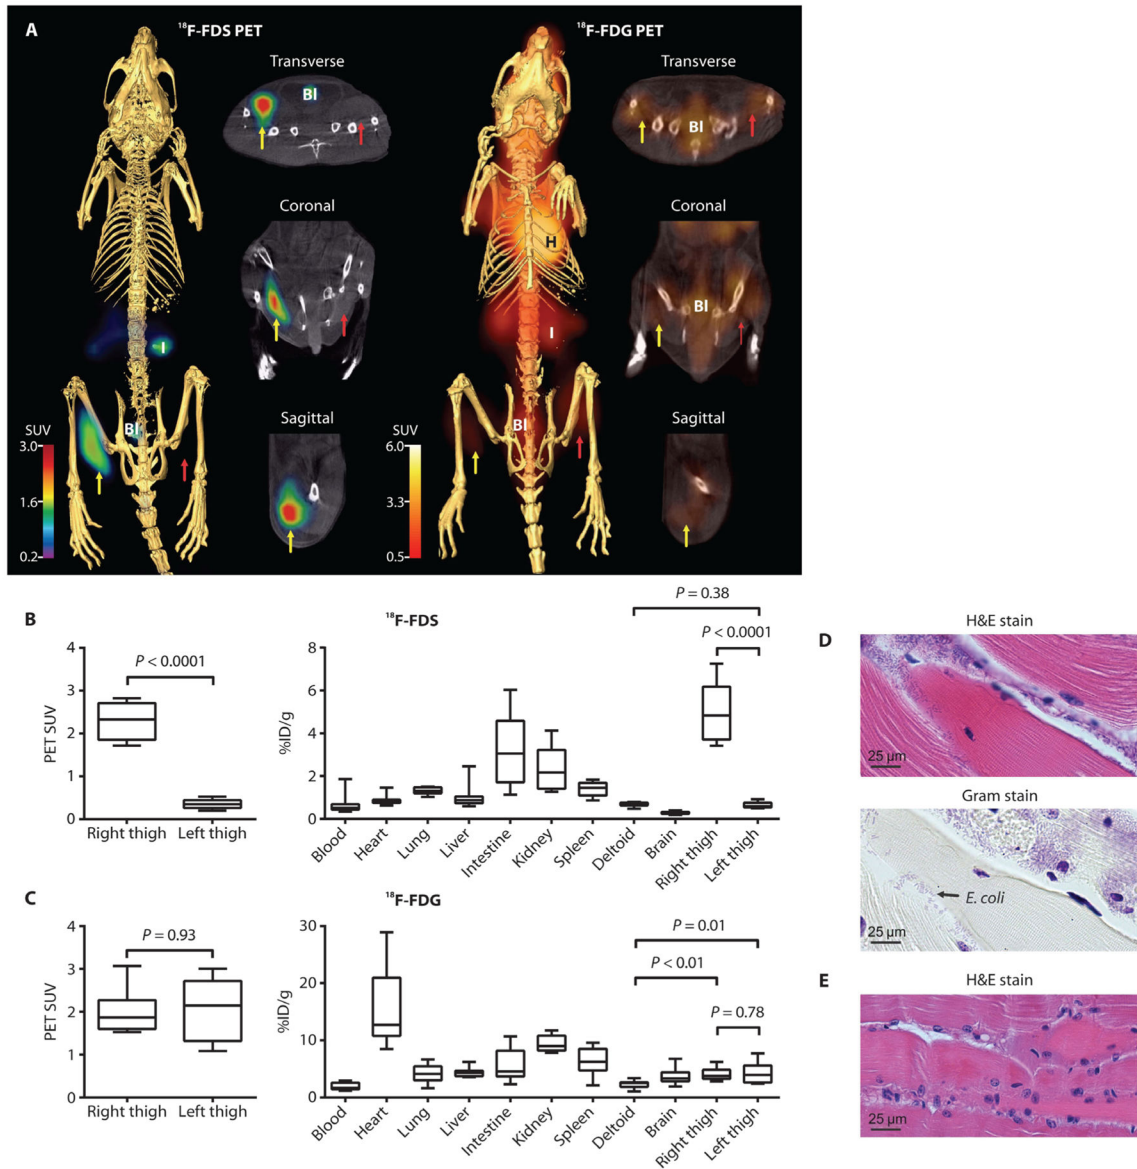 A
¹⁸F-FDS PET
¹⁸F-FDG PET
Transverse
Bl
Coronal
Sagittal
I
Bl
SUV
3.0
1.6
0.2
Transverse
Bl
Coronal
Bl
Sagittal
H
I
Bl
SUV
6.0
3.3
0.5
B
¹⁸F-FDS
PET SUV
4
3
2
1
0
P < 0.0001
Right thigh
Left thigh
%ID/g
8
6
4
2
0
P = 0.38
P < 0.0001
Blood
Heart
Lung
Liver
Intestine
Kidney
Spleen
Deltoid
Brain
Right thigh
Left thigh
C
¹⁸F-FDG
PET SUV
4
3
2
1
0
P = 0.93
Right thigh
Left thigh
%ID/g
30
20
10
0
P = 0.01
P < 0.01
P = 0.78
Blood
Heart
Lung
Liver
Intestine
Kidney
Spleen
Deltoid
Brain
Right thigh
Left thigh
D
H&E stain
25 μm
Gram stain
E. coli
25 μm
E
H&E stain
25 μm